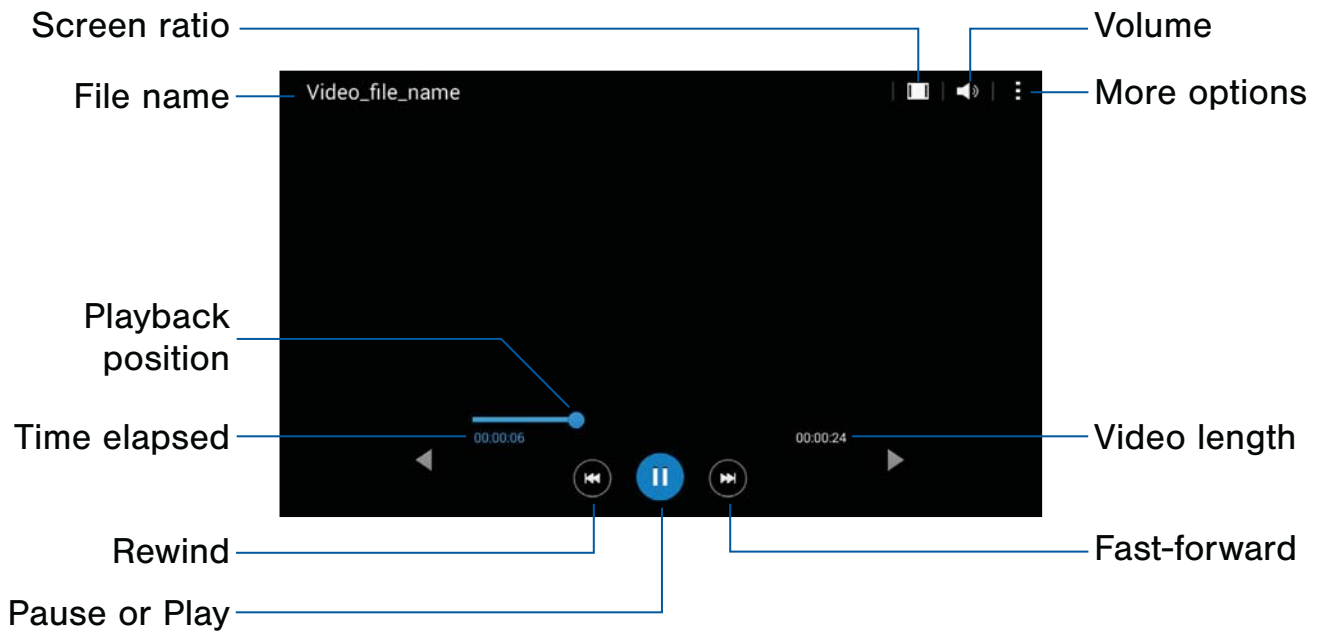 Screen ratio
Volume
File name
Video_file_name
More options
Playback
position
Time elapsed
00:00:06
00:00:24
Video length
Rewind
Fast-forward
Pause or Play